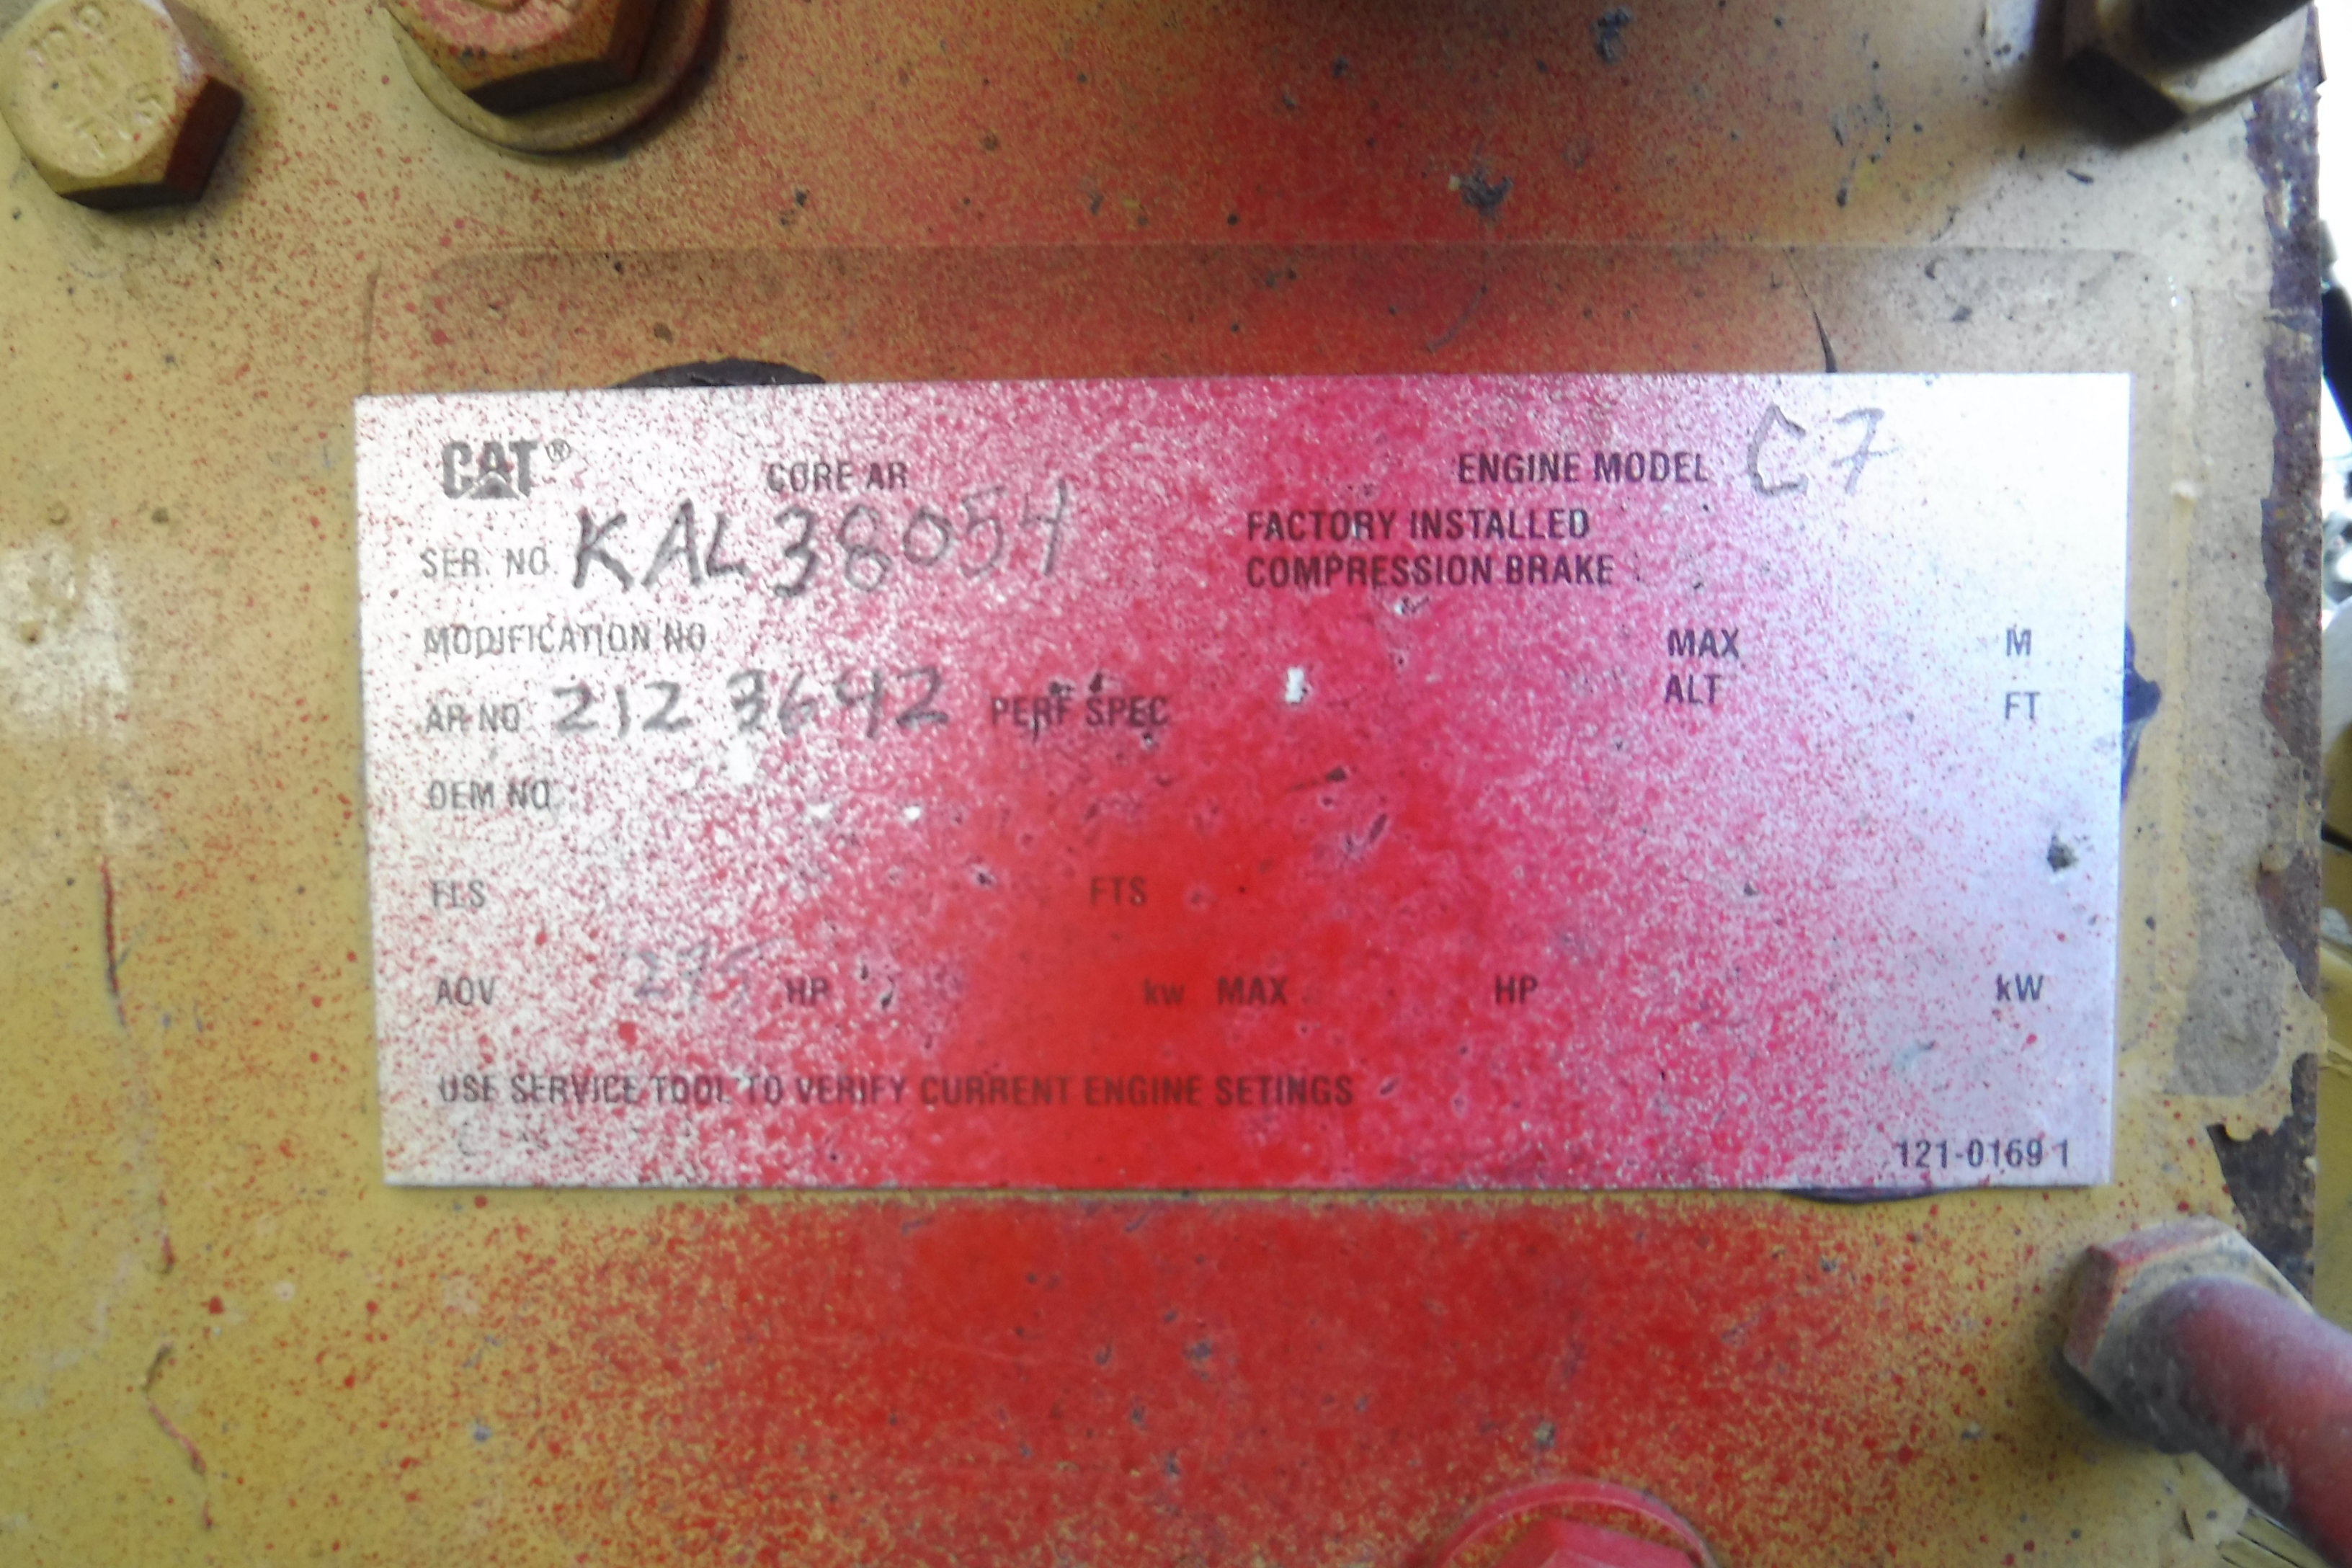 CAT® CORE AR ENGINE MODEL C7
SER. NO. KAL38054 FACTORY INSTALLED
COMPRESSION BRAKE
MODIFICATION NO MAX M
AR NO 212 3642 PERF SPEC ALT FT
OEM NO
FLS FTS
AOV 275 HP kw MAX HP kW
USE SERVICE TOOL TO VERIFY CURRENT ENGINE SETINGS
121-0169 1